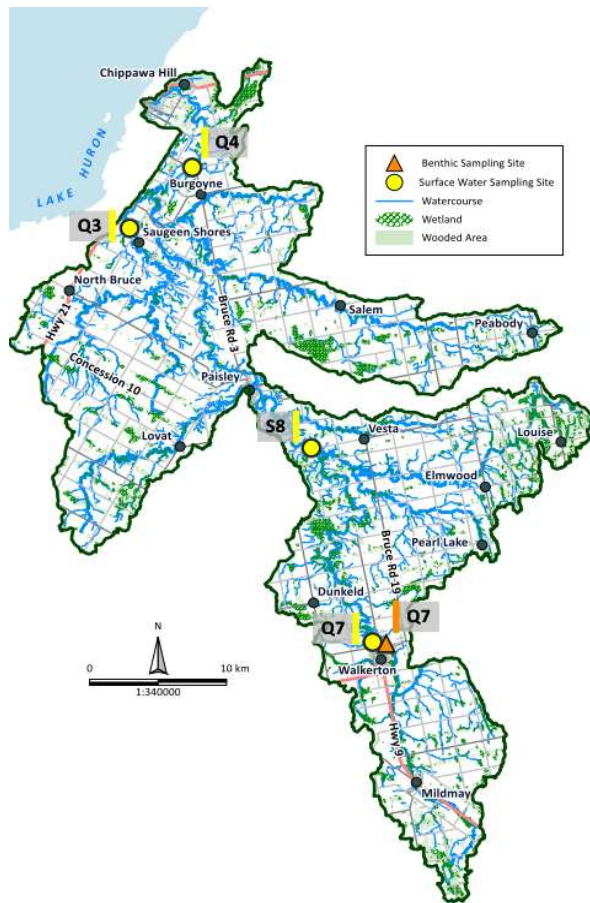 Chippawa Hill
LAKE HURON
Q4
Burgoyne
Q3
Saugeen Shores
North Bruce
Hwy 21
Bruce Rd 3
Salem
Peabody
Concession 10
Paisley
S8
Vesta
Louise
Lovat
Elmwood
Pearl Lake
Bruce Rd 19
Dunkeld
Q7
Q7
Walkerton
Hwy 9
Mildmay
Benthic Sampling Site
Surface Water Sampling Site
Watercourse
Wetland
Wooded Area
N
0 10 km
1:340000